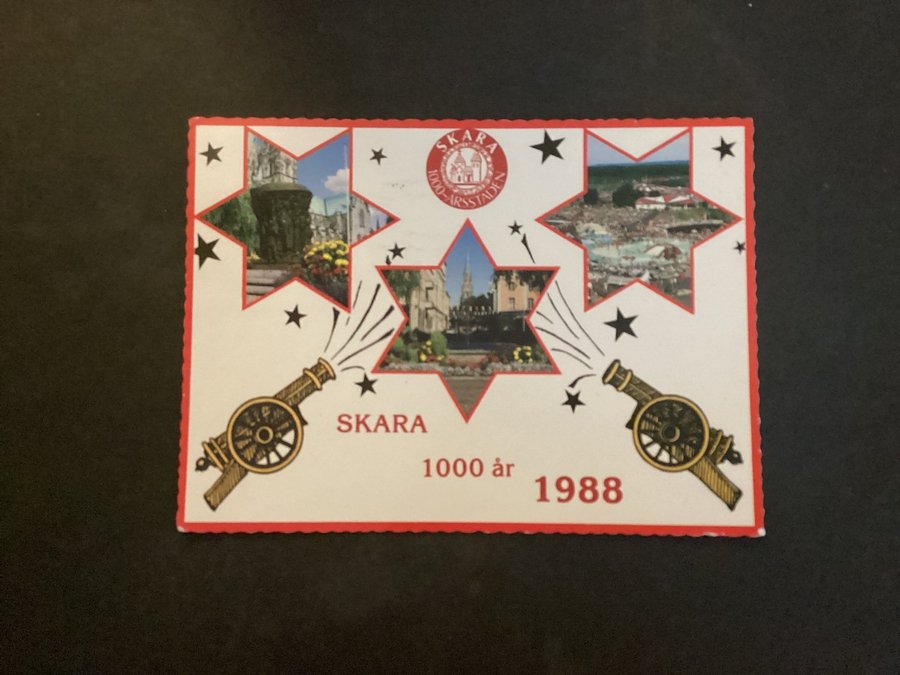 SKARA
1000-ÅRSSTADEN
SKARA
1000 år
1988